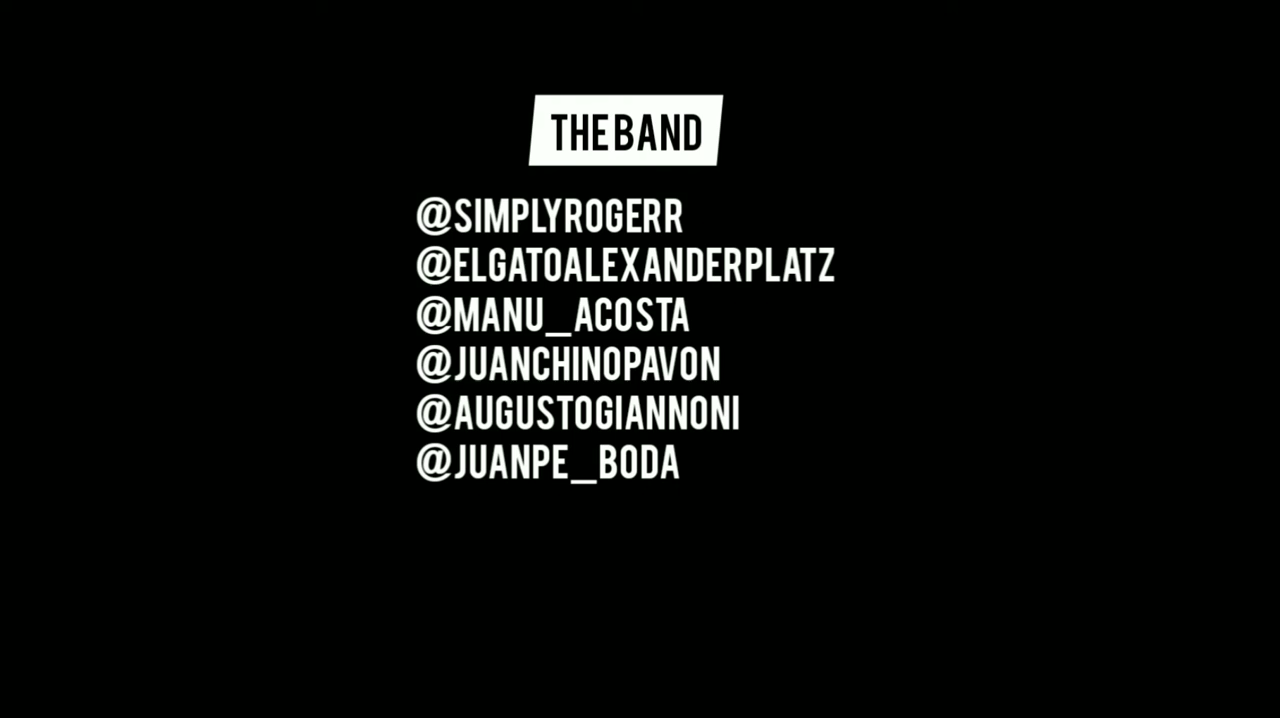 THE BAND
@SIMPLYROGERR
@ELGATOALEXANDERPLATZ
@MANU_ACOSTA
@JUANCHINOPAVON
@AUGUSTOGIANNONI
@JUANPE_BODA